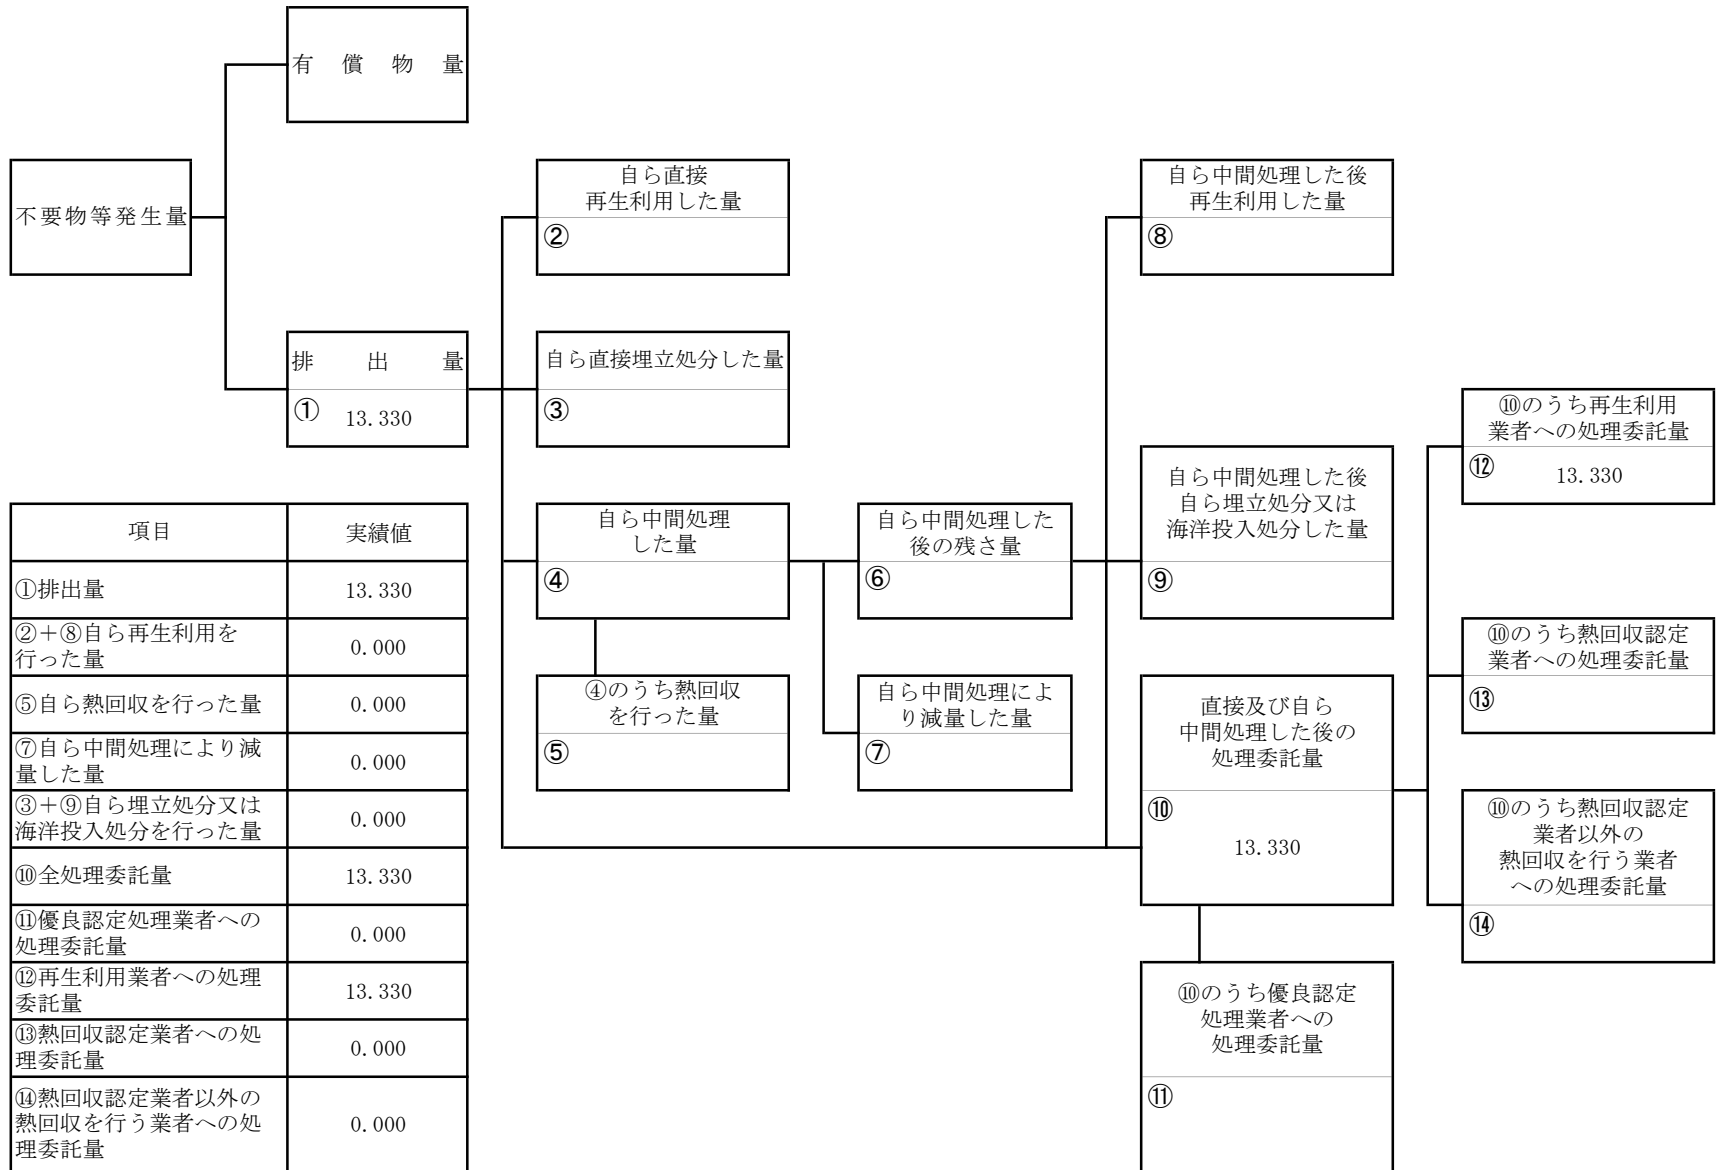 有償物量
不要物等発生量
排出量
① 13.330
自ら直接
再生利用した量
②
自ら直接埋立処分した量
③
自ら中間処理
した量
④
④のうち熱回収
を行った量
⑤
自ら中間処理した
後の残さ量
⑥
自ら中間処理によ
り減量した量
⑦
自ら中間処理した後
再生利用した量
⑧
自ら中間処理した後
自ら埋立処分又は
海洋投入処分した量
⑨
直接及び自ら
中間処理した後の
処理委託量
⑩
13.330
⑩のうち優良認定
処理業者への
処理委託量
⑪
⑩のうち再生利用
業者への処理委託量
⑫ 13.330
⑩のうち熱回収認定
業者への処理委託量
⑬
⑩のうち熱回収認定
業者以外の
熱回収を行う業者
への処理委託量
⑭
項目 実績値
①排出量 13.330
②＋⑧自ら再生利用を
行った量 0.000
⑤自ら熱回収を行った量 0.000
⑦自ら中間処理により減
量した量 0.000
③＋⑨自ら埋立処分又は
海洋投入処分を行った量 0.000
⑩全処理委託量 13.330
⑪優良認定処理業者への
処理委託量 0.000
⑫再生利用業者への処理
委託量 13.330
⑬熱回収認定業者への処
理委託量 0.000
⑭熱回収認定業者以外の
熱回収を行う業者への処
理委託量 0.000